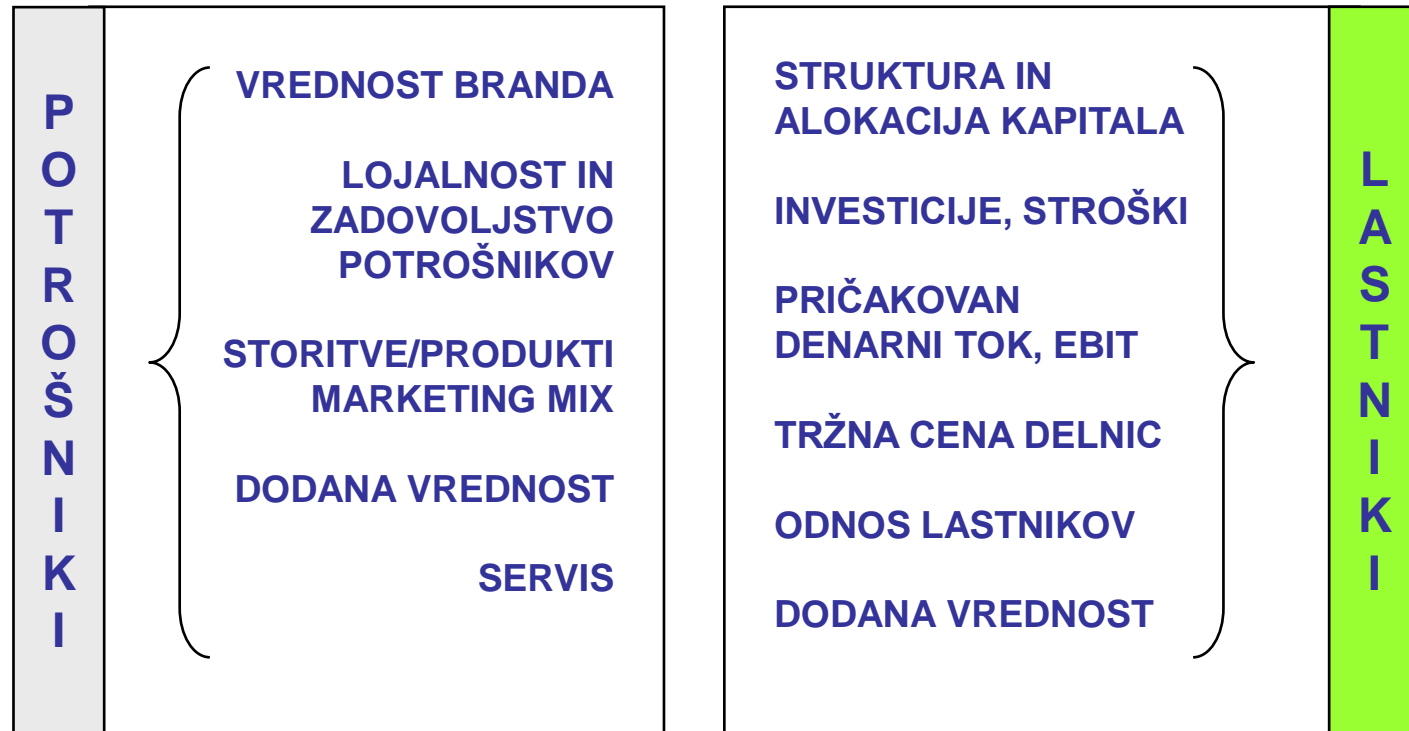 POTROŠNIKI
VREDNOST BRANDA
LOJALNOST IN
ZADOVOLJSTVO
POTROŠNIKOV
STORITVE/PRODUKTI
MARKETING MIX
DODANA VREDNOST
SERVIS
STRUKTURA IN
ALOKACIJA KAPITALA
INVESTICIJE, STROŠKI
PRIČAKOVAN
DENARNI TOK, EBIT
TRŽNA CENA DELNIC
ODNOS LASTNIKOV
DODANA VREDNOST
LASTNIKI